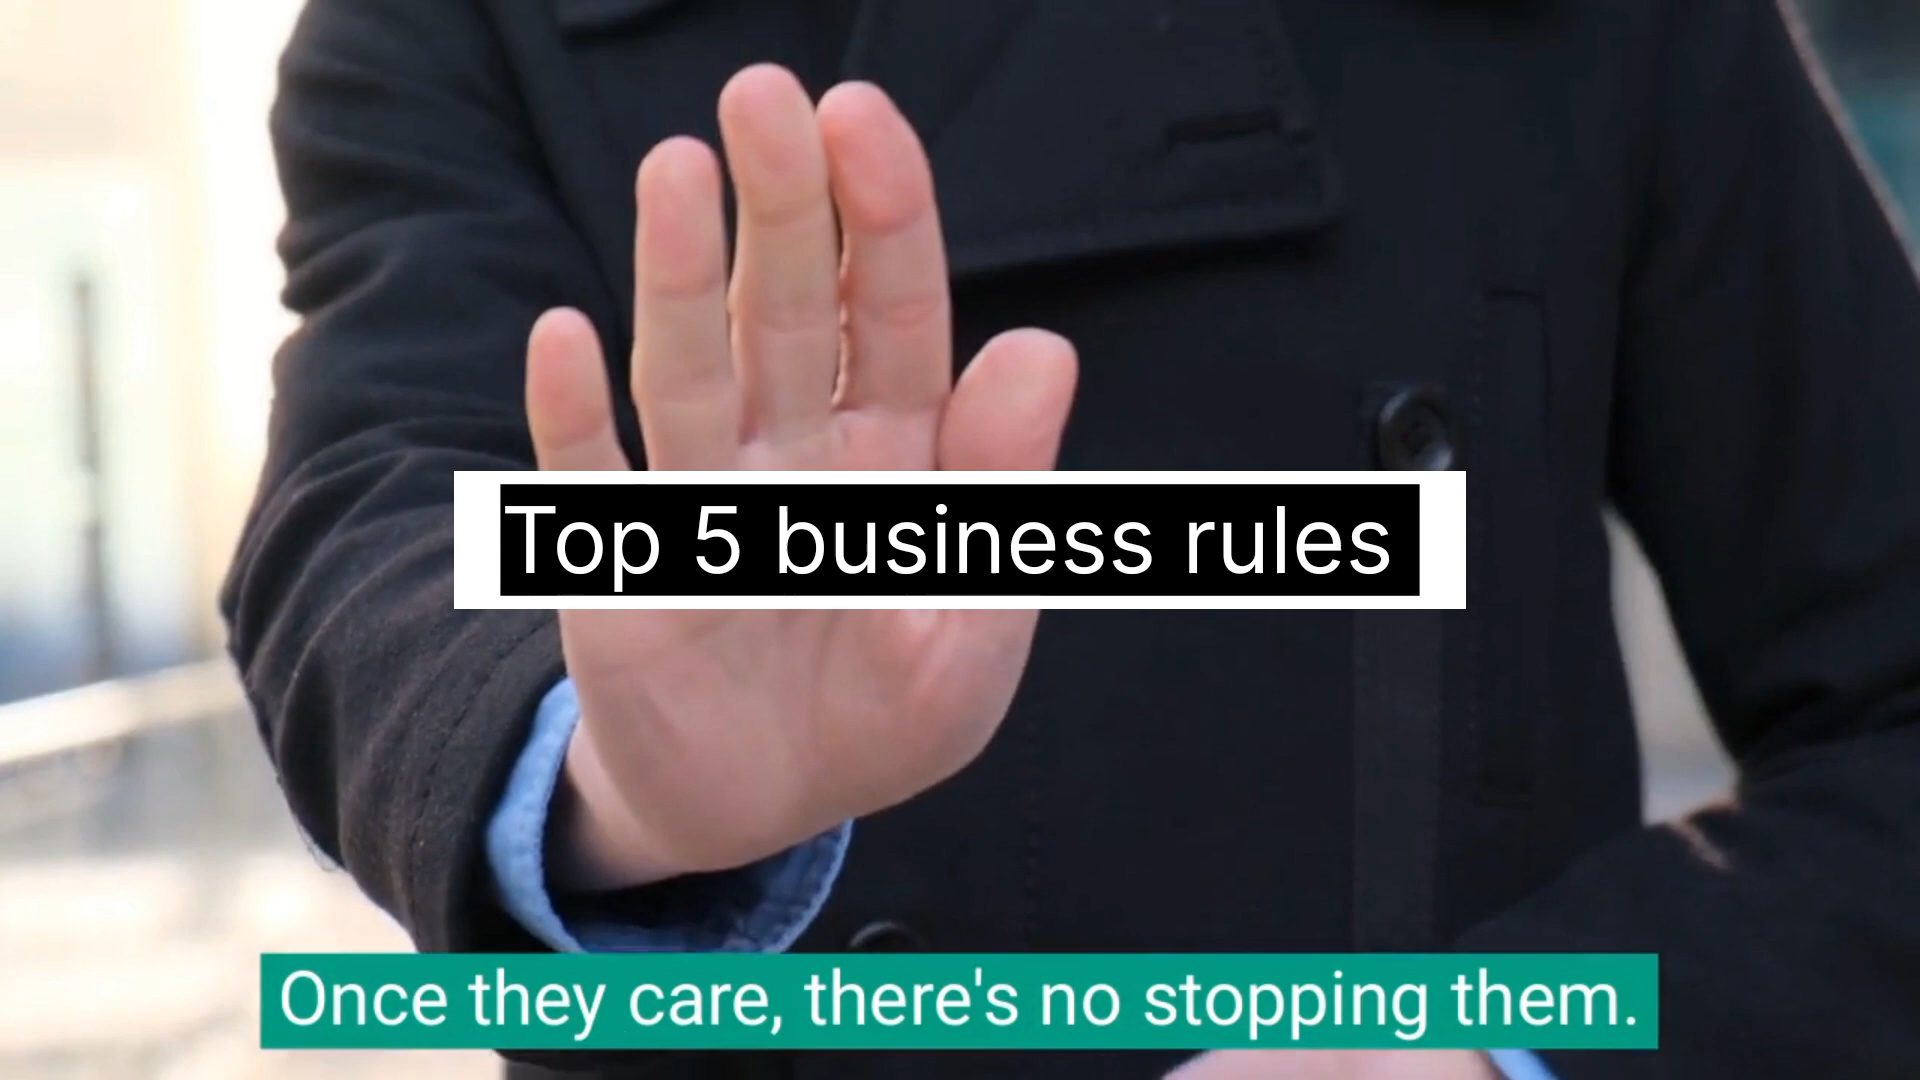 Top 5 business rules
Once they care, there's no stopping them.